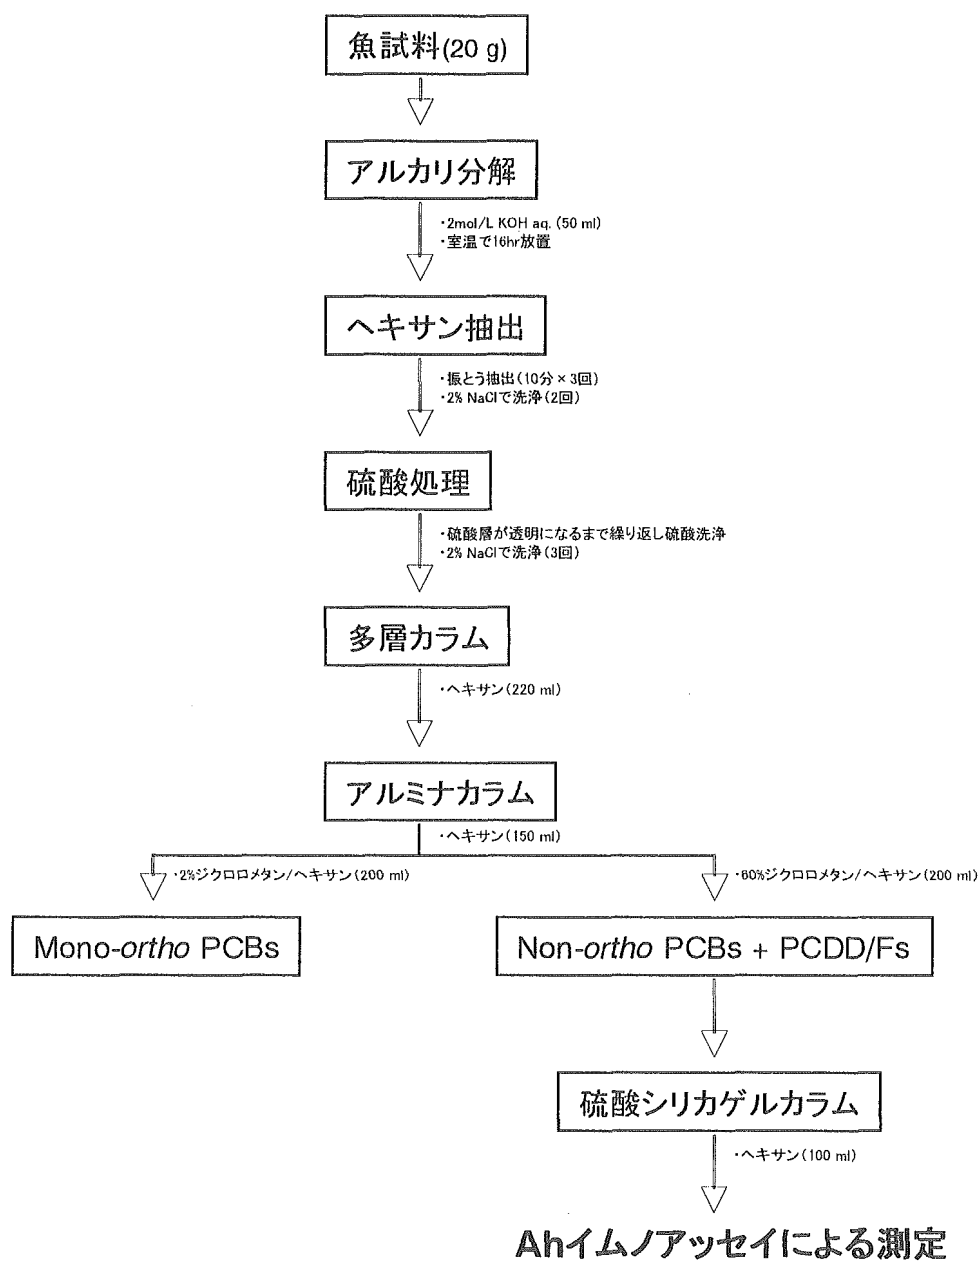 魚試料(20 g)
アルカリ分解
・2mol/L KOH aq. (50 ml)
・室温で16hr放置
ヘキサン抽出
・振とう抽出(10分 × 3回)
・2% NaClで洗浄(2回)
硫酸処理
・硫酸層が透明になるまで繰り返し硫酸洗浄
・2% NaClで洗浄(3回)
多層カラム
・ヘキサン(220 ml)
アルミナカラム
・ヘキサン(150 ml)
・2%ジクロロメタン/ヘキサン(200 ml)
・60%ジクロロメタン/ヘキサン(200 ml)
Mono-ortho PCBs
Non-ortho PCBs + PCDD/Fs
硫酸シリカゲルカラム
・ヘキサン(100 ml)
Ahイムノアッセイによる測定